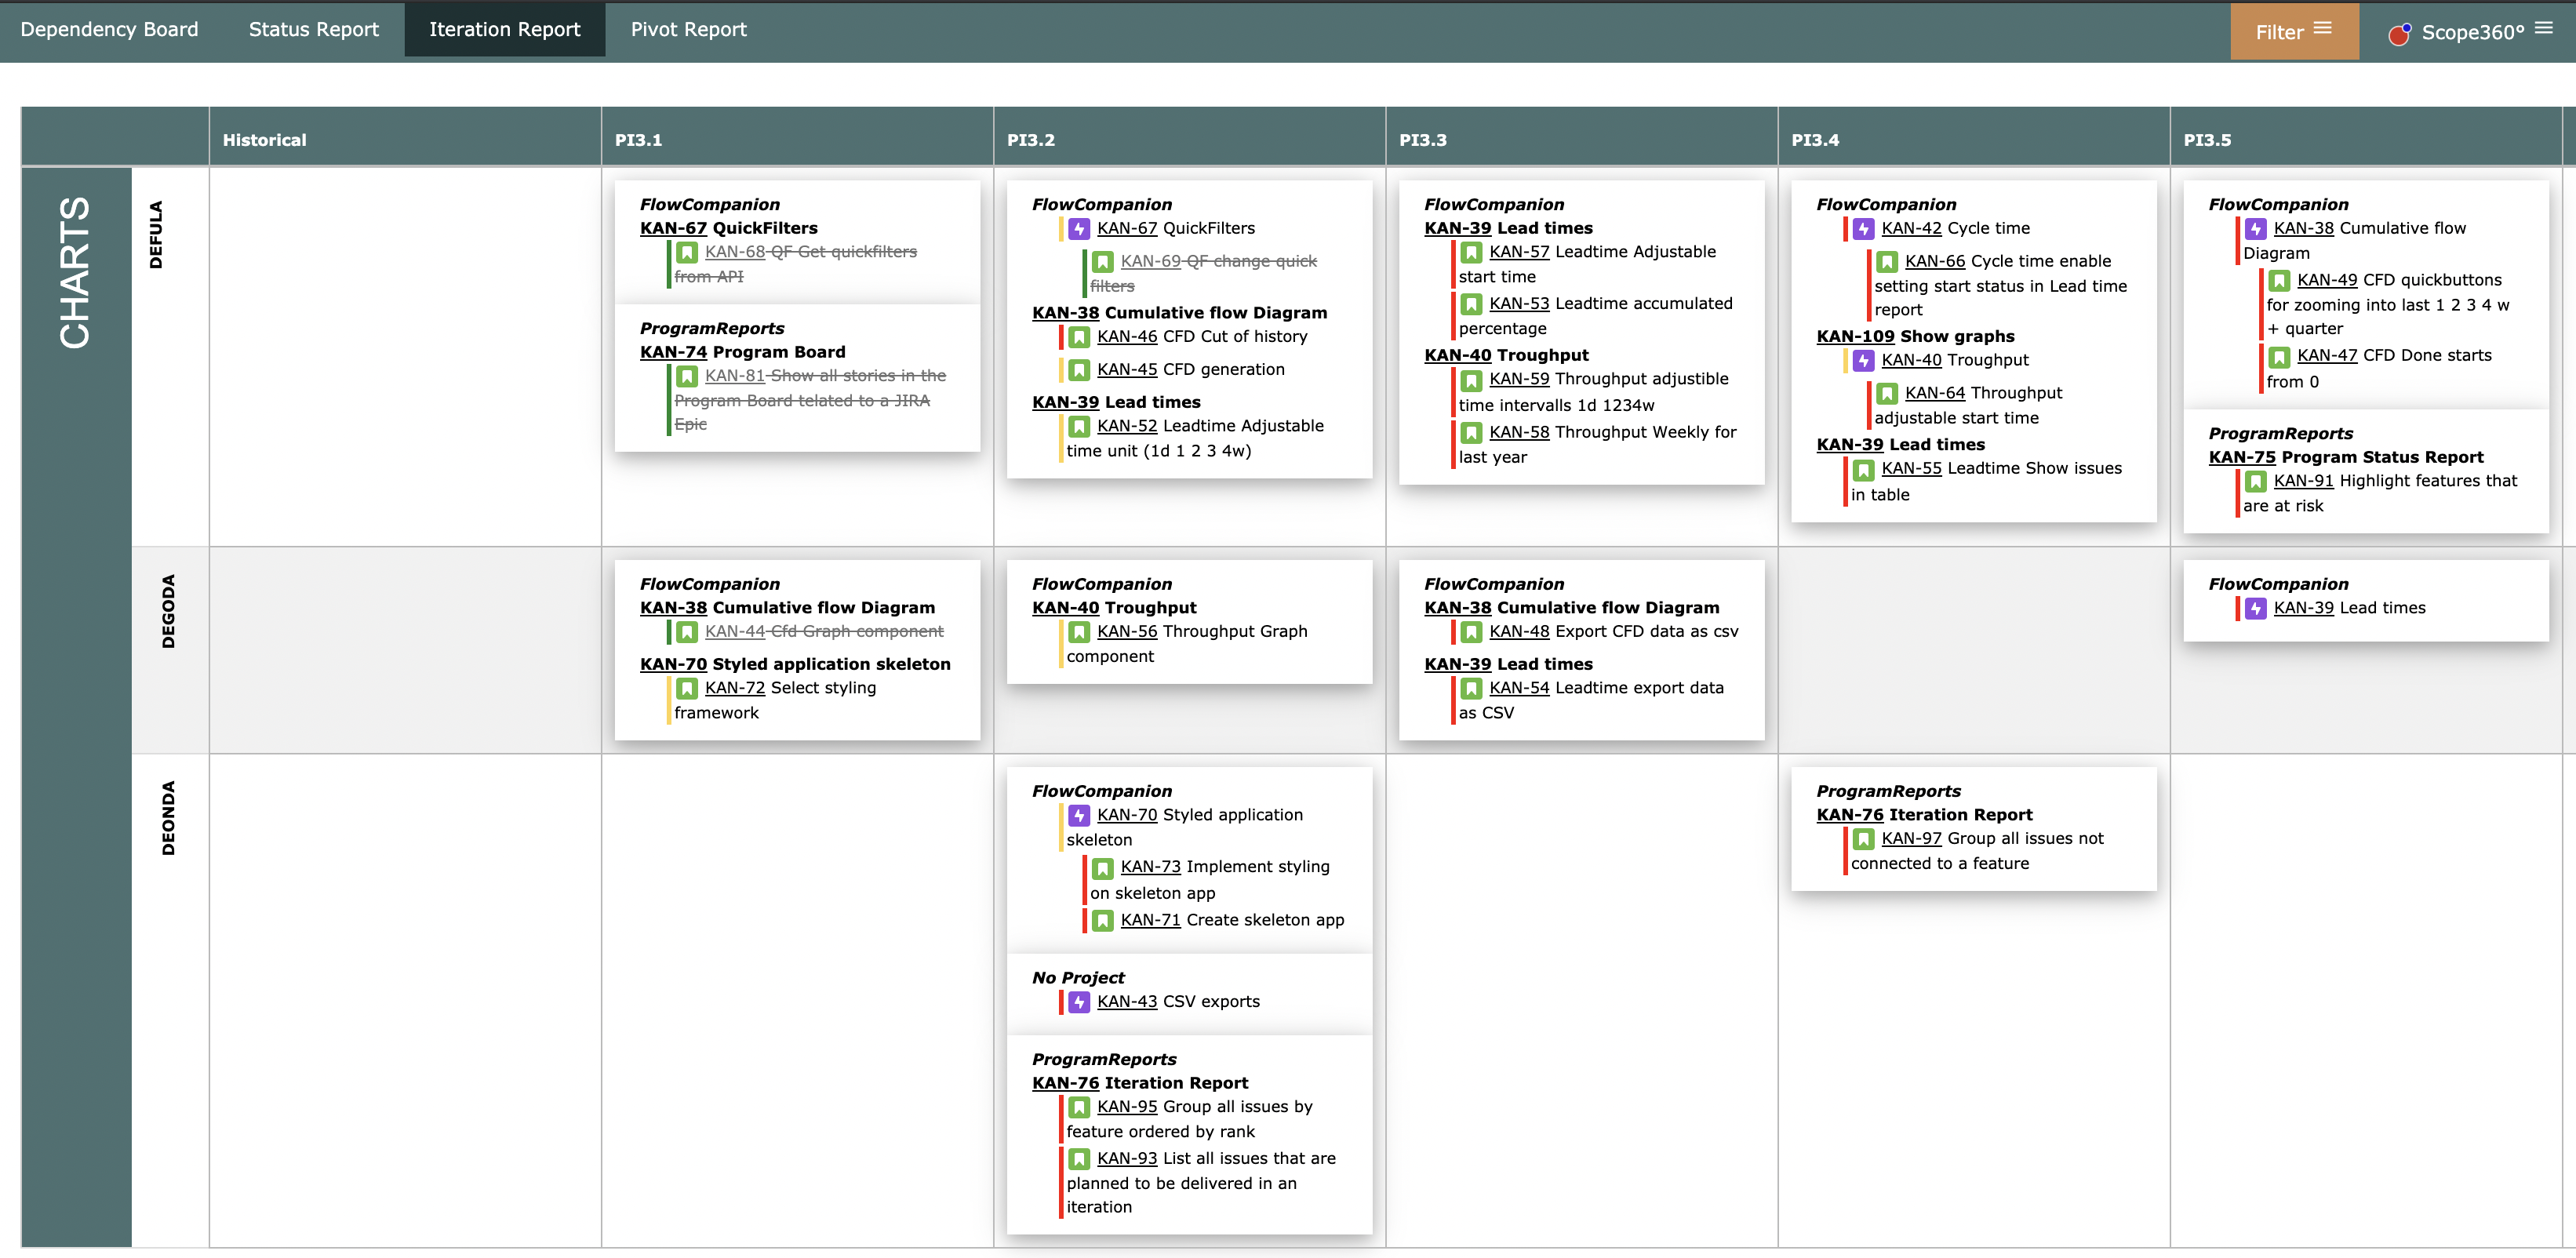 Dependency Board Status Report Iteration Report Pivot Report Filter Scope360°
Historical PI3.1 PI3.2 PI3.3 PI3.4 PI3.5
CHARTS
DEFULA
FlowCompanion
KAN-67 QuickFilters
KAN-68 QF Get quickfilters
from API
ProgramReports
KAN-74 Program Board
KAN-81 Show all stories in the
Program Board telated to a JIRA
Epic
FlowCompanion
KAN-67 QuickFilters
KAN-69 QF change quick
filters
KAN-38 Cumulative flow Diagram
KAN-46 CFD Cut of history
KAN-45 CFD generation
KAN-39 Lead times
KAN-52 Leadtime Adjustable
time unit (1d 1 2 3 4w)
FlowCompanion
KAN-39 Lead times
KAN-57 Leadtime Adjustable
start time
KAN-53 Leadtime accumulated
percentage
KAN-40 Troughput
KAN-59 Throughput adjustible
time intervalls 1d 1234w
KAN-58 Throughput Weekly for
last year
FlowCompanion
KAN-42 Cycle time
KAN-66 Cycle time enable
setting start status in Lead time
report
KAN-109 Show graphs
KAN-40 Troughput
KAN-64 Throughput
adjustable start time
KAN-39 Lead times
KAN-55 Leadtime Show issues
in table
FlowCompanion
KAN-38 Cumulative flow
Diagram
KAN-49 CFD quickbuttons
for zooming into last 1 2 3 4 w
+ quarter
KAN-47 CFD Done starts
from 0
ProgramReports
KAN-75 Program Status Report
KAN-91 Highlight features that
are at risk
DEGODA
FlowCompanion
KAN-38 Cumulative flow Diagram
KAN-44 Cfd Graph component
KAN-70 Styled application skeleton
KAN-72 Select styling
framework
FlowCompanion
KAN-40 Troughput
KAN-56 Throughput Graph
component
FlowCompanion
KAN-38 Cumulative flow Diagram
KAN-48 Export CFD data as csv
KAN-39 Lead times
KAN-54 Leadtime export data
as CSV
FlowCompanion
KAN-39 Lead times
DEONDA
FlowCompanion
KAN-70 Styled application
skeleton
KAN-73 Implement styling
on skeleton app
KAN-71 Create skeleton app
No Project
KAN-43 CSV exports
ProgramReports
KAN-76 Iteration Report
KAN-95 Group all issues by
feature ordered by rank
KAN-93 List all issues that are
planned to be delivered in an
iteration
ProgramReports
KAN-76 Iteration Report
KAN-97 Group all issues not
connected to a feature